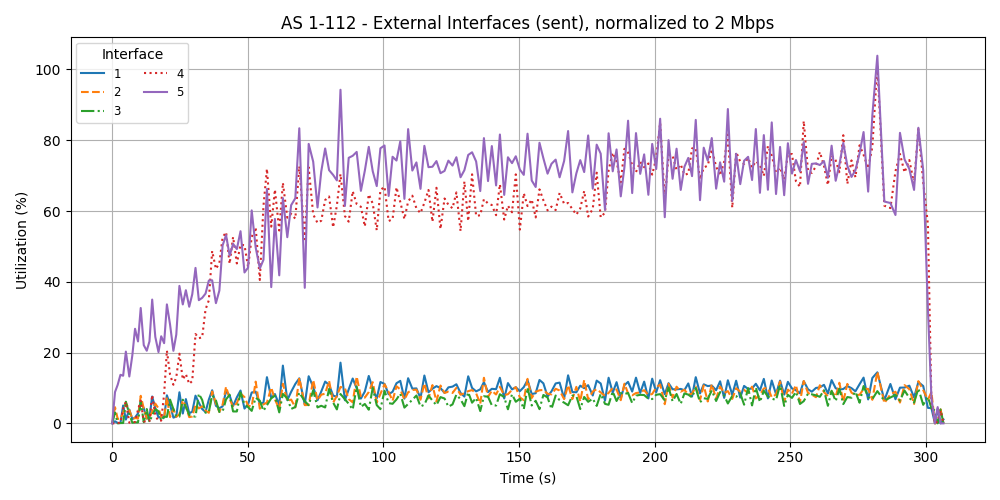 AS 1-112 - External Interfaces (sent), normalized to 2 Mbps
Interface
1
2
3
4
5
100
80
60
40
20
0
Utilization (%)
0 50 100 150 200 250 300
Time (s)